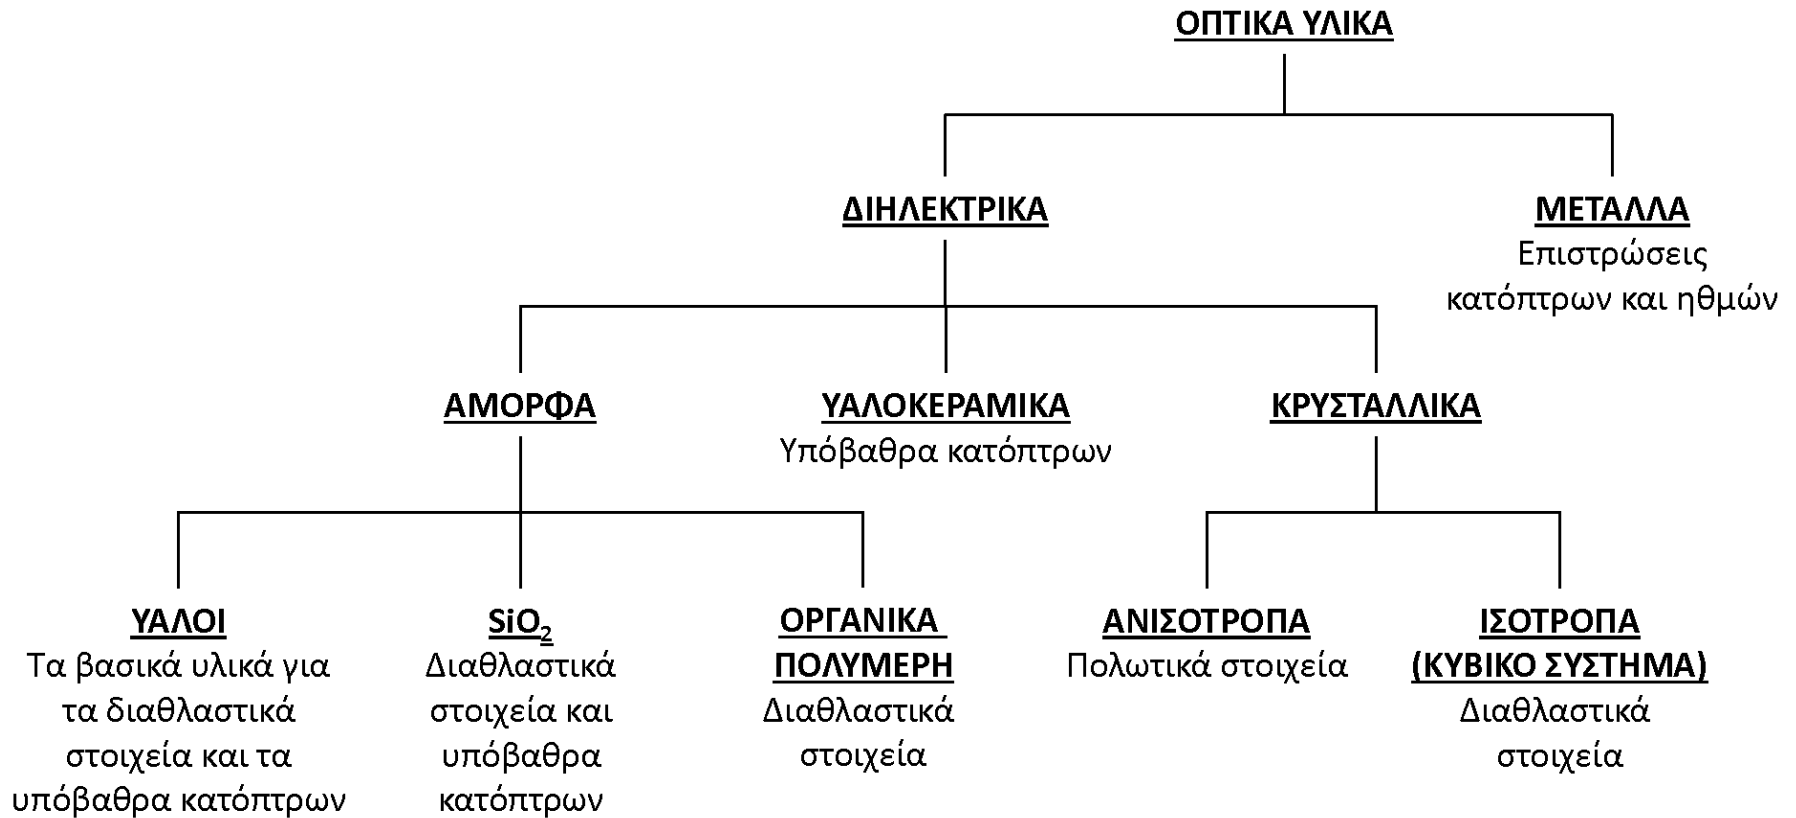 ΟΠΤΙΚΑ ΥΛΙΚΑ
ΔΙΗΛΕΚΤΡΙΚΑ
ΜΕΤΑΛΛΑ
Επιστρώσεις
κατόπτρων και ηθμών
ΑΜΟΡΦΑ
ΥΑΛΟΚΕΡΑΜΙΚΑ
Υπόβαθρα κατόπτρων
ΚΡΥΣΤΑΛΛΙΚΑ
ΥΑΛΟΙ
Τα βασικά υλικά για
τα διαθλαστικά
στοιχεία και τα
υπόβαθρα κατόπτρων
SiO₂
Διαθλαστικά
στοιχεία και
υπόβαθρα
κατόπτρων
ΟΡΓΑΝΙΚΑ
ΠΟΛΥΜΕΡΗ
Διαθλαστικά
στοιχεία
ΑΝΙΣΟΤΡΟΠΑ
Πολωτικά στοιχεία
ΙΣΟΤΡΟΠΑ
(ΚΥΒΙΚΟ ΣΥΣΤΗΜΑ)
Διαθλαστικά
στοιχεία